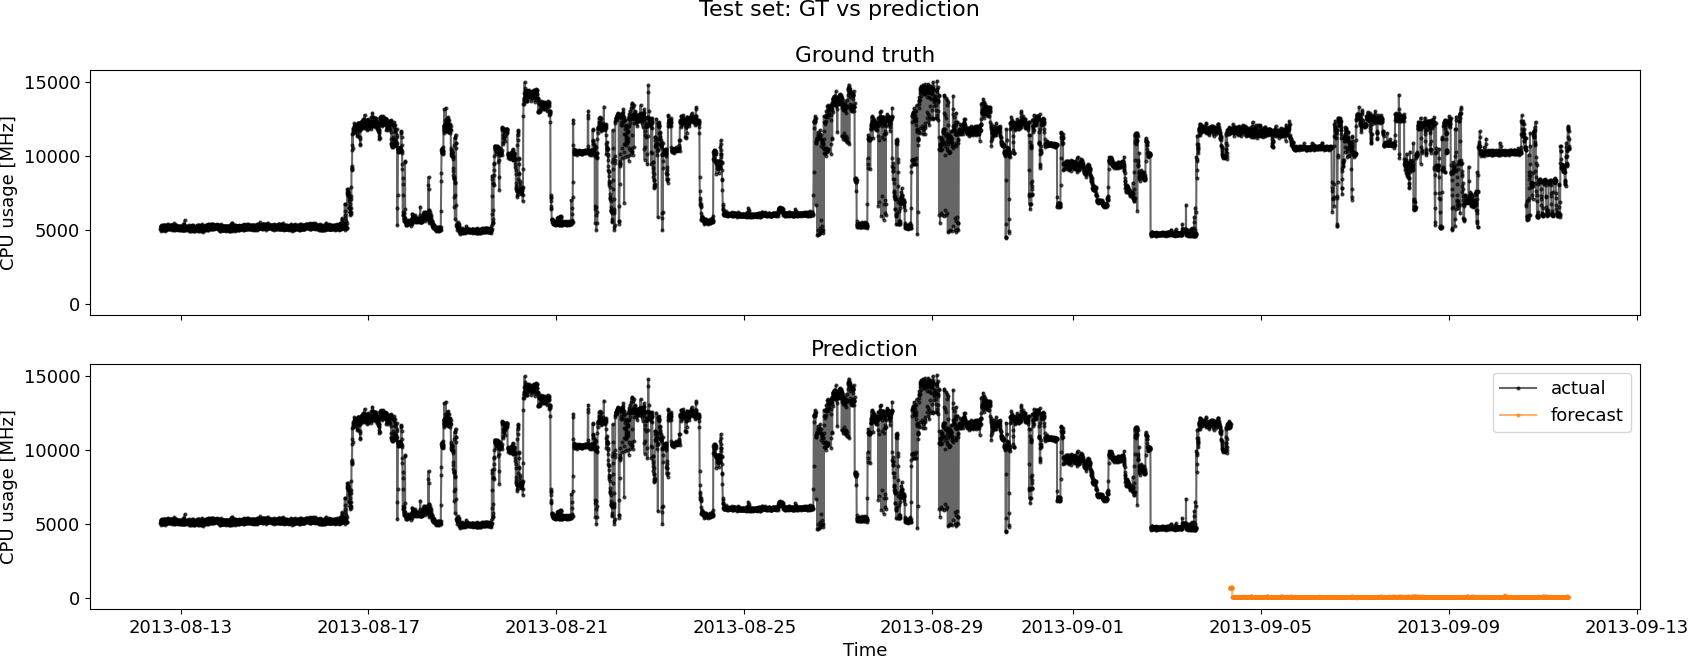 Test set: GT vs prediction
Ground truth
CPU usage [MHz]
15000
10000
5000
0
Prediction
CPU usage [MHz]
15000
10000
5000
0
actual
forecast
2013-08-13 2013-08-17 2013-08-21 2013-08-25 2013-08-29 2013-09-01 2013-09-05 2013-09-09 2013-09-13
Time